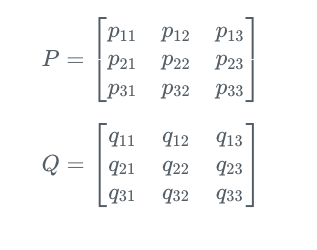 P = [p₁₁ p₁₂ p₁₃
p₂₁ p₂₂ p₂₃
p₃₁ p₃₂ p₃₃]
Q = [q₁₁ q₁₂ q₁₃
q₂₁ q₂₂ q₂₃
q₃₁ q₃₂ q₃₃]